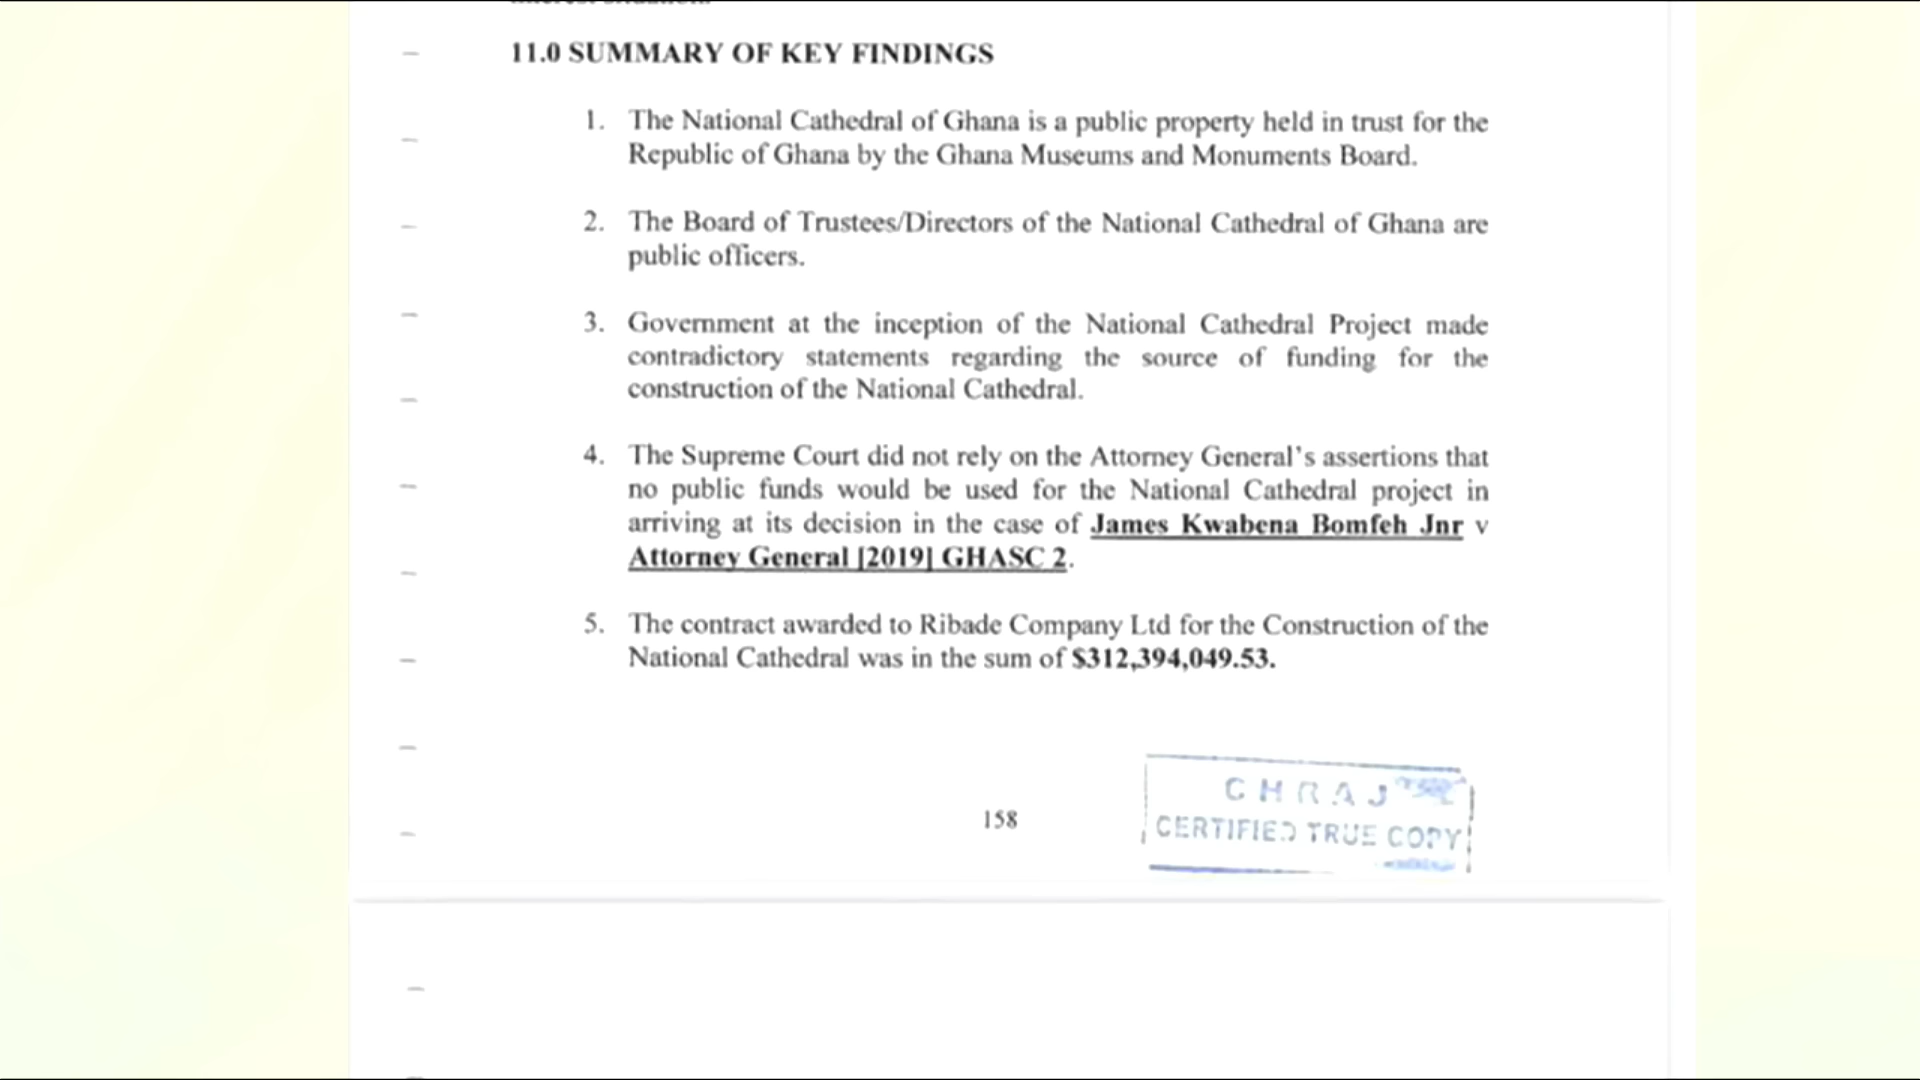 11.0 SUMMARY OF KEY FINDINGS
1. The National Cathedral of Ghana is a public property held in trust for the
Republic of Ghana by the Ghana Museums and Monuments Board.
2. The Board of Trustees/Directors of the National Cathedral of Ghana are
public officers.
3. Government at the inception of the National Cathedral Project made
contradictory statements regarding the source of funding for the
construction of the National Cathedral.
4. The Supreme Court did not rely on the Attorney General's assertions that
no public funds would be used for the National Cathedral project in
arriving at its decision in the case of James Kwabena Bomfeh Jnr v
Attorney General [2019] GHASC 2.
5. The contract awarded to Ribade Company Ltd for the Construction of the
National Cathedral was in the sum of $312,394,049.53.
158
CHRAJ
CERTIFIED TRUE COPY